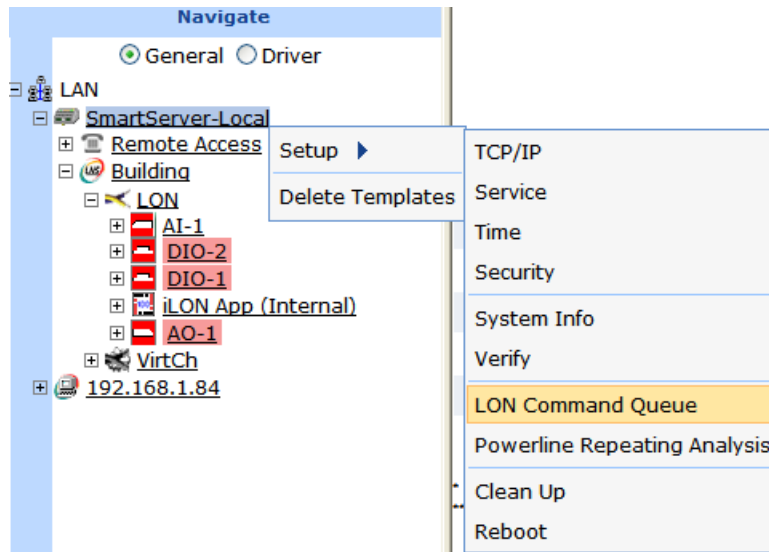 Navigate
General Driver
LAN
SmartServer-Local
Remote Access
Building
LON
AI-1
DIO-2
DIO-1
iLON App (Internal)
AO-1
VirtCh
192.168.1.84
Setup
Delete Templates
TCP/IP
Service
Time
Security
System Info
Verify
LON Command Queue
Powerline Repeating Analysis
Clean Up
Reboot